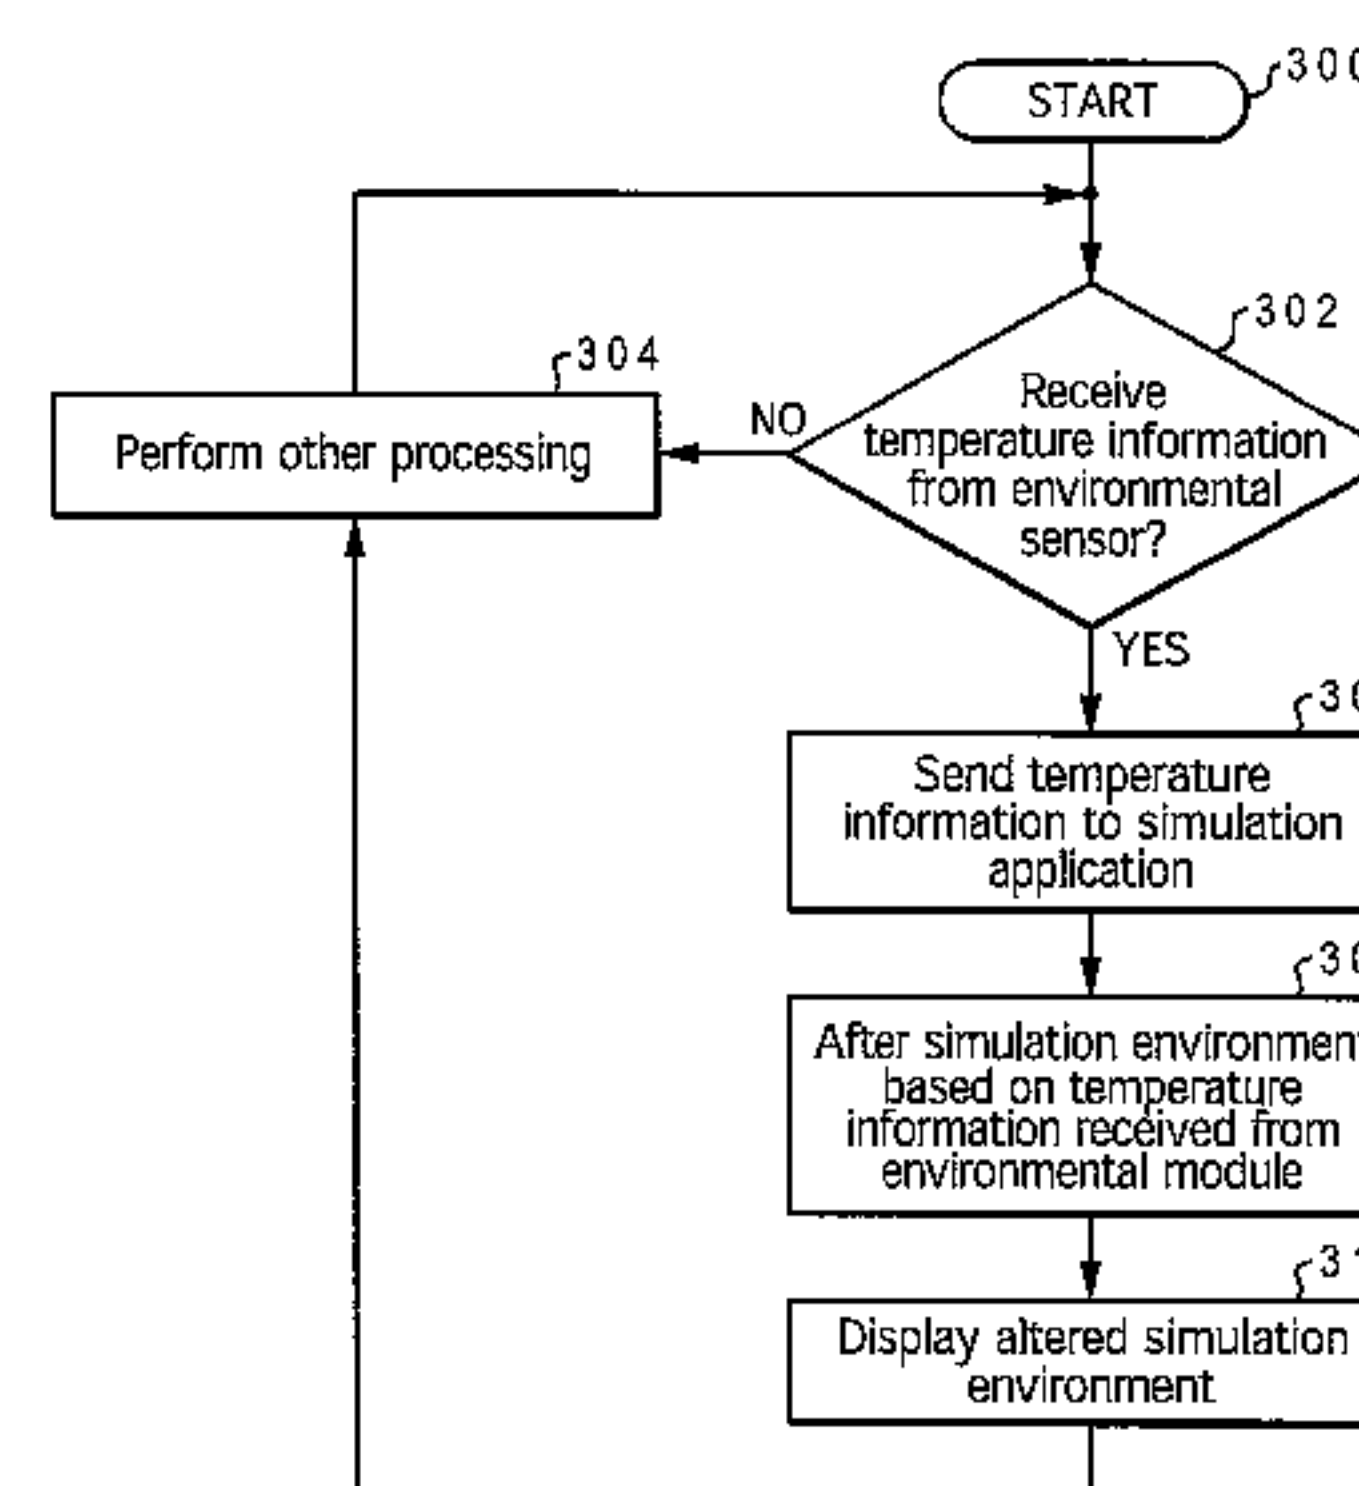 START
300
302
304
Receive
temperature information
from environmental
sensor?
NO
Perform other processing
YES
Send temperature
information to simulation
application
After simulation environment
based on temperature
information received from
environmental module
Display altered simulation
environment